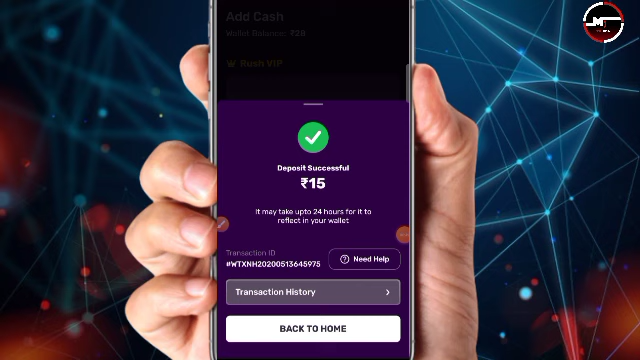 Add Cash
Wallet Balance: ₹28
Rush VIP
Deposit Successful
₹15
It may take upto 24 hours for it to
reflect in your wallet
Transaction ID
#WTXNH20200513645975
Need Help
Transaction History
BACK TO HOME